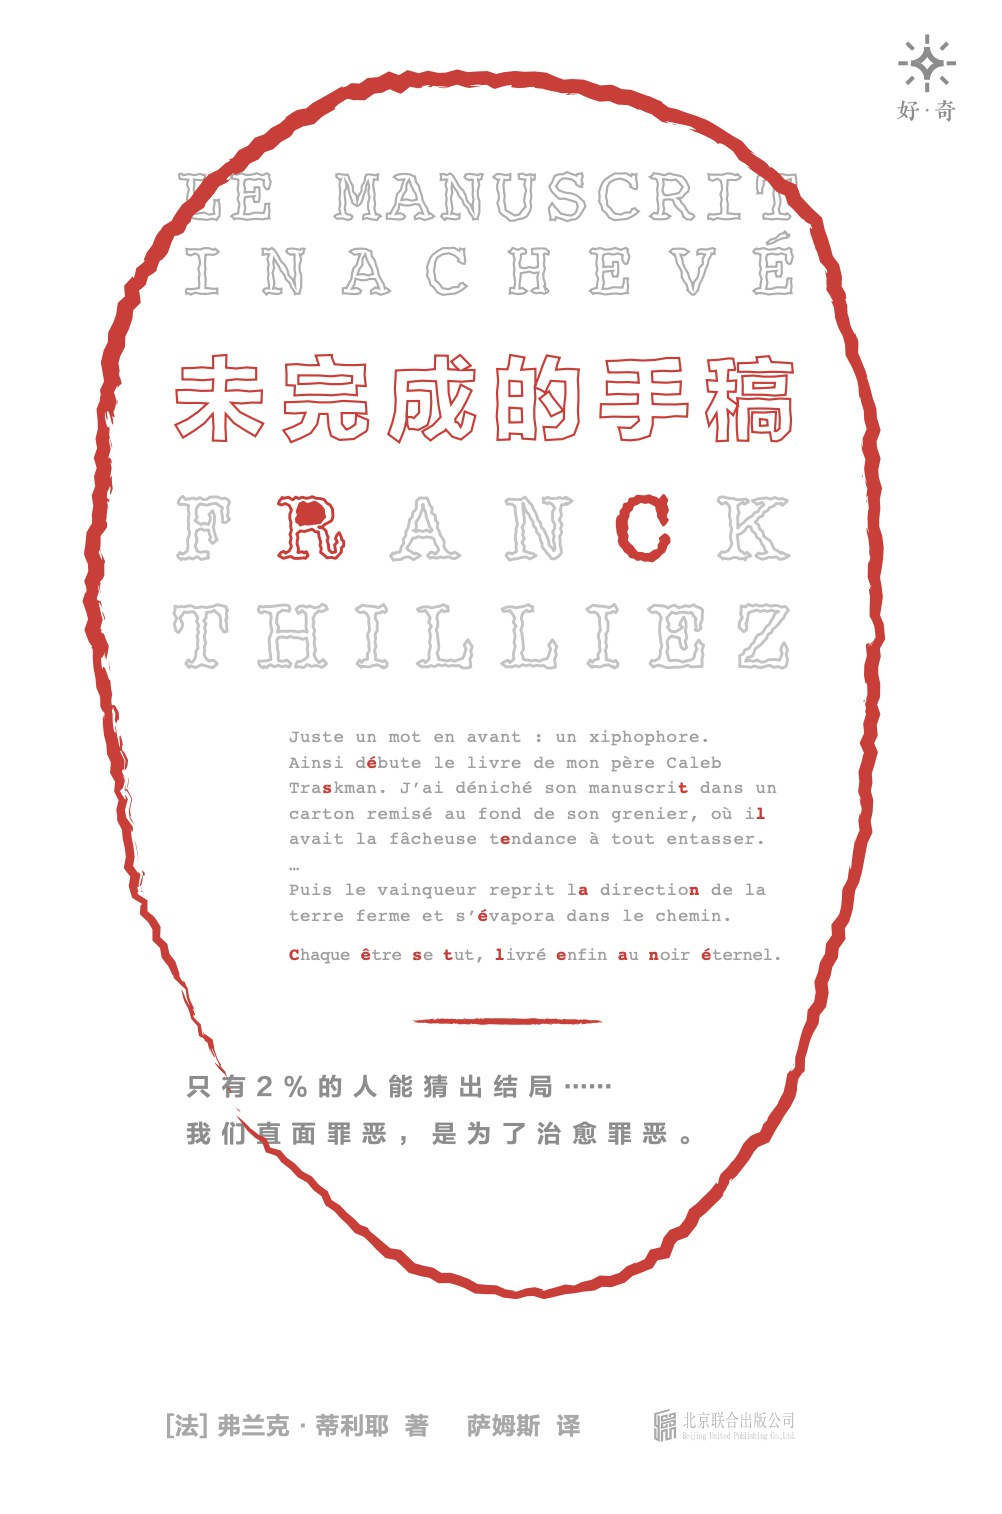 好·奇
LE MANUSCRIT
INACHEVÉ
未完成的手稿
FRANCK
THILLIEZ
Juste un mot en avant : un xiphophore.
Ainsi débute le livre de mon père Caleb
Traskman. J’ai déniché son manuscrit dans un
carton remisé au fond de son grenier, où il
avait la fâcheuse tendance à tout entasser.
…
Puis le vainqueur reprit la direction de la
terre ferme et s’évapora dans le chemin.
Chaque être se tut, livré enfin au noir éternel.
只有2%的人能猜出结局……
我们直面罪恶，是为了治愈罪恶。
[法] 弗兰克·蒂利耶 著 萨姆斯 译
北京联合出版公司
Beijing United Publishing Co.,Ltd.